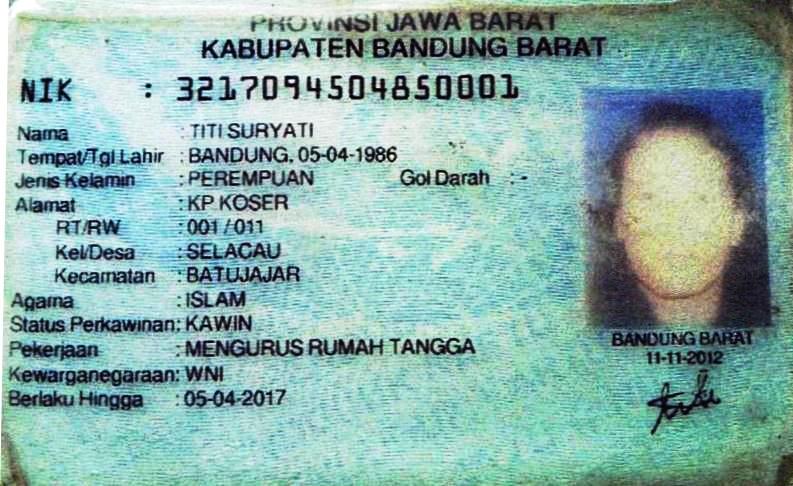 PROVINSI JAWA BARAT
KABUPATEN BANDUNG BARAT
NIK : 3217094504850001
Nama : TITI SURYATI
Tempat/Tgl Lahir : BANDUNG, 05-04-1986
Jenis Kelamin : PEREMPUAN Gol Darah : -
Alamat : KP KOSER
RT/RW : 001 / 011
Kel/Desa : SELACAU
Kecamatan : BATUJAJAR
Agama : ISLAM
Status Perkawinan: KAWIN
Pekerjaan : MENGURUS RUMAH TANGGA
Kewarganegaraan: WNI
Berlaku Hingga : 05-04-2017
BANDUNG BARAT
11-11-2012